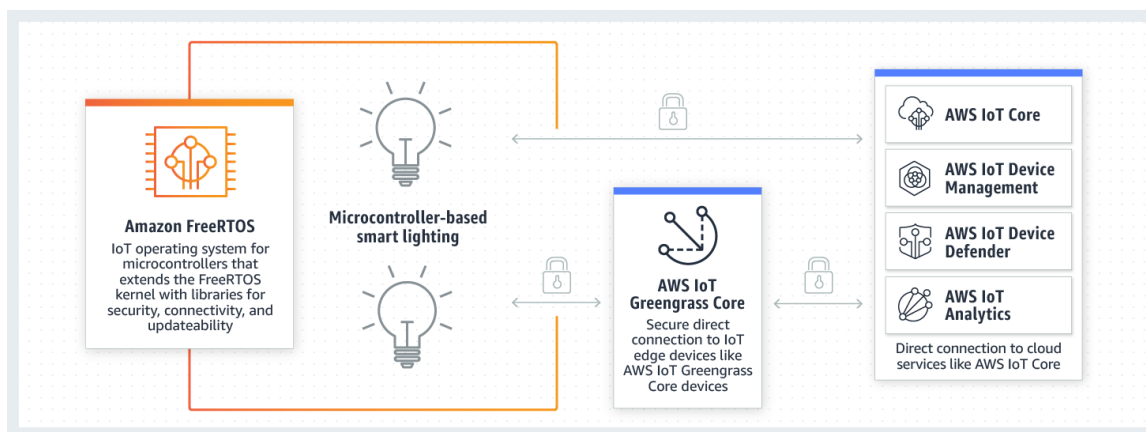 Amazon FreeRTOS
IoT operating system for
microcontrollers that
extends the FreeRTOS
kernel with libraries for
security, connectivity, and
updateability
Microcontroller-based
smart lighting
AWS IoT
Greengrass Core
Secure direct
connection to IoT
edge devices like
AWS IoT Greengrass
Core devices
AWS IoT Core
AWS IoT Device
Management
AWS IoT Device
Defender
AWS IoT
Analytics
Direct connection to cloud
services like AWS IoT Core